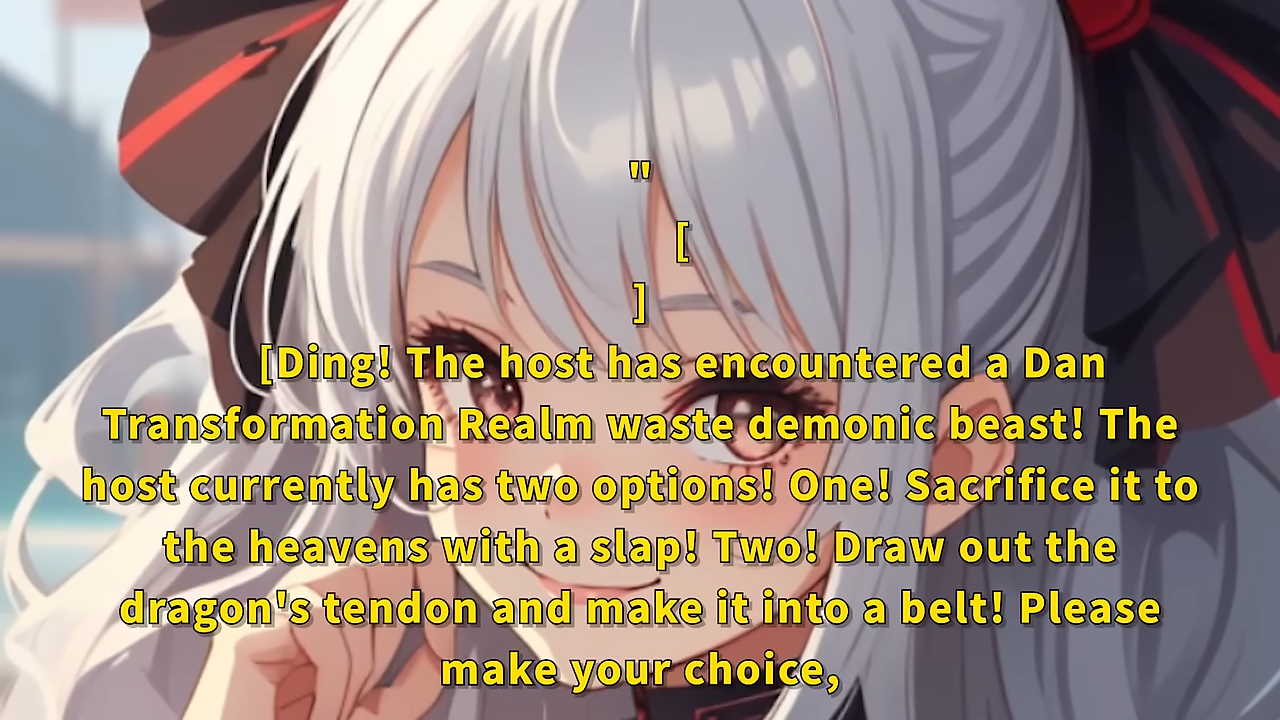 "
[
]
[Ding! The host has encountered a Dan
Transformation Realm waste demonic beast! The
host currently has two options! One! Sacrifice it to
the heavens with a slap! Two! Draw out the
dragon's tendon and make it into a belt! Please
make your choice,